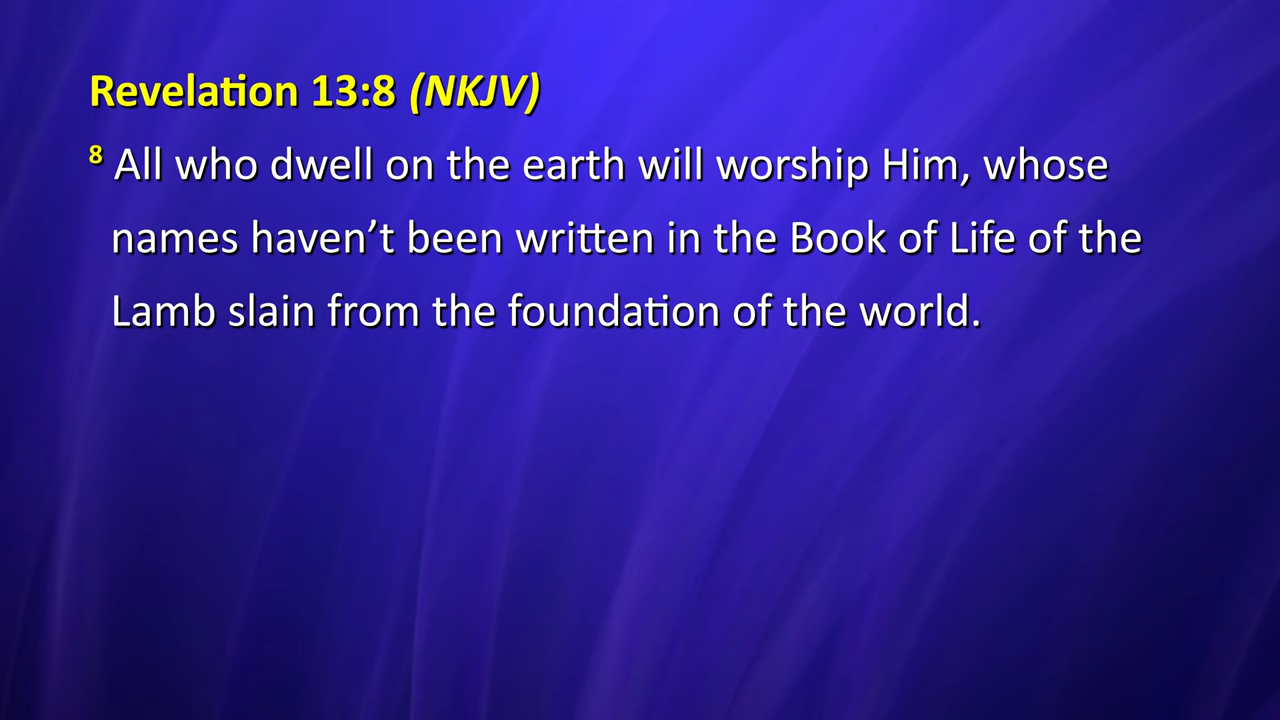 Revelation 13:8 (NKJV)
8 All who dwell on the earth will worship Him, whose
names haven’t been written in the Book of Life of the
Lamb slain from the foundation of the world.